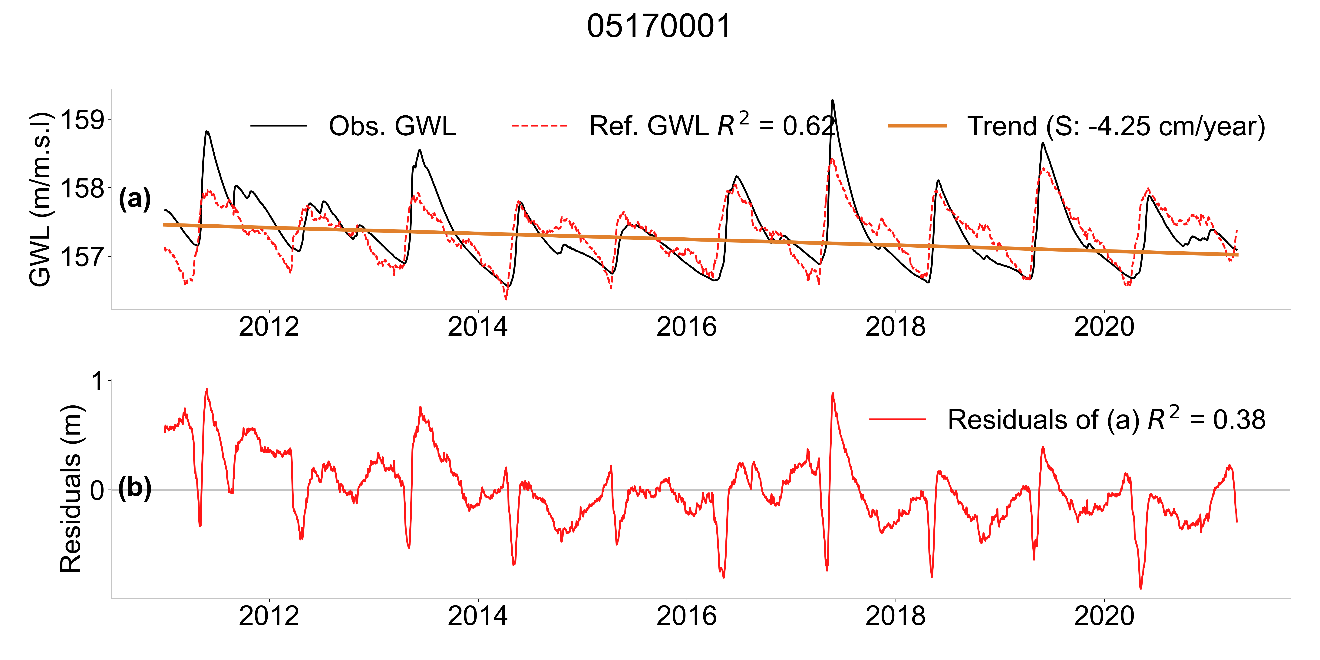 05170001
GWL (m/m.s.l)
159
158
157
(a)
Obs. GWL
Ref. GWL R² = 0.62
Trend (S: -4.25 cm/year)
2012 2014 2016 2018 2020
Residuals (m)
1
0
(b)
Residuals of (a) R² = 0.38
2012 2014 2016 2018 2020